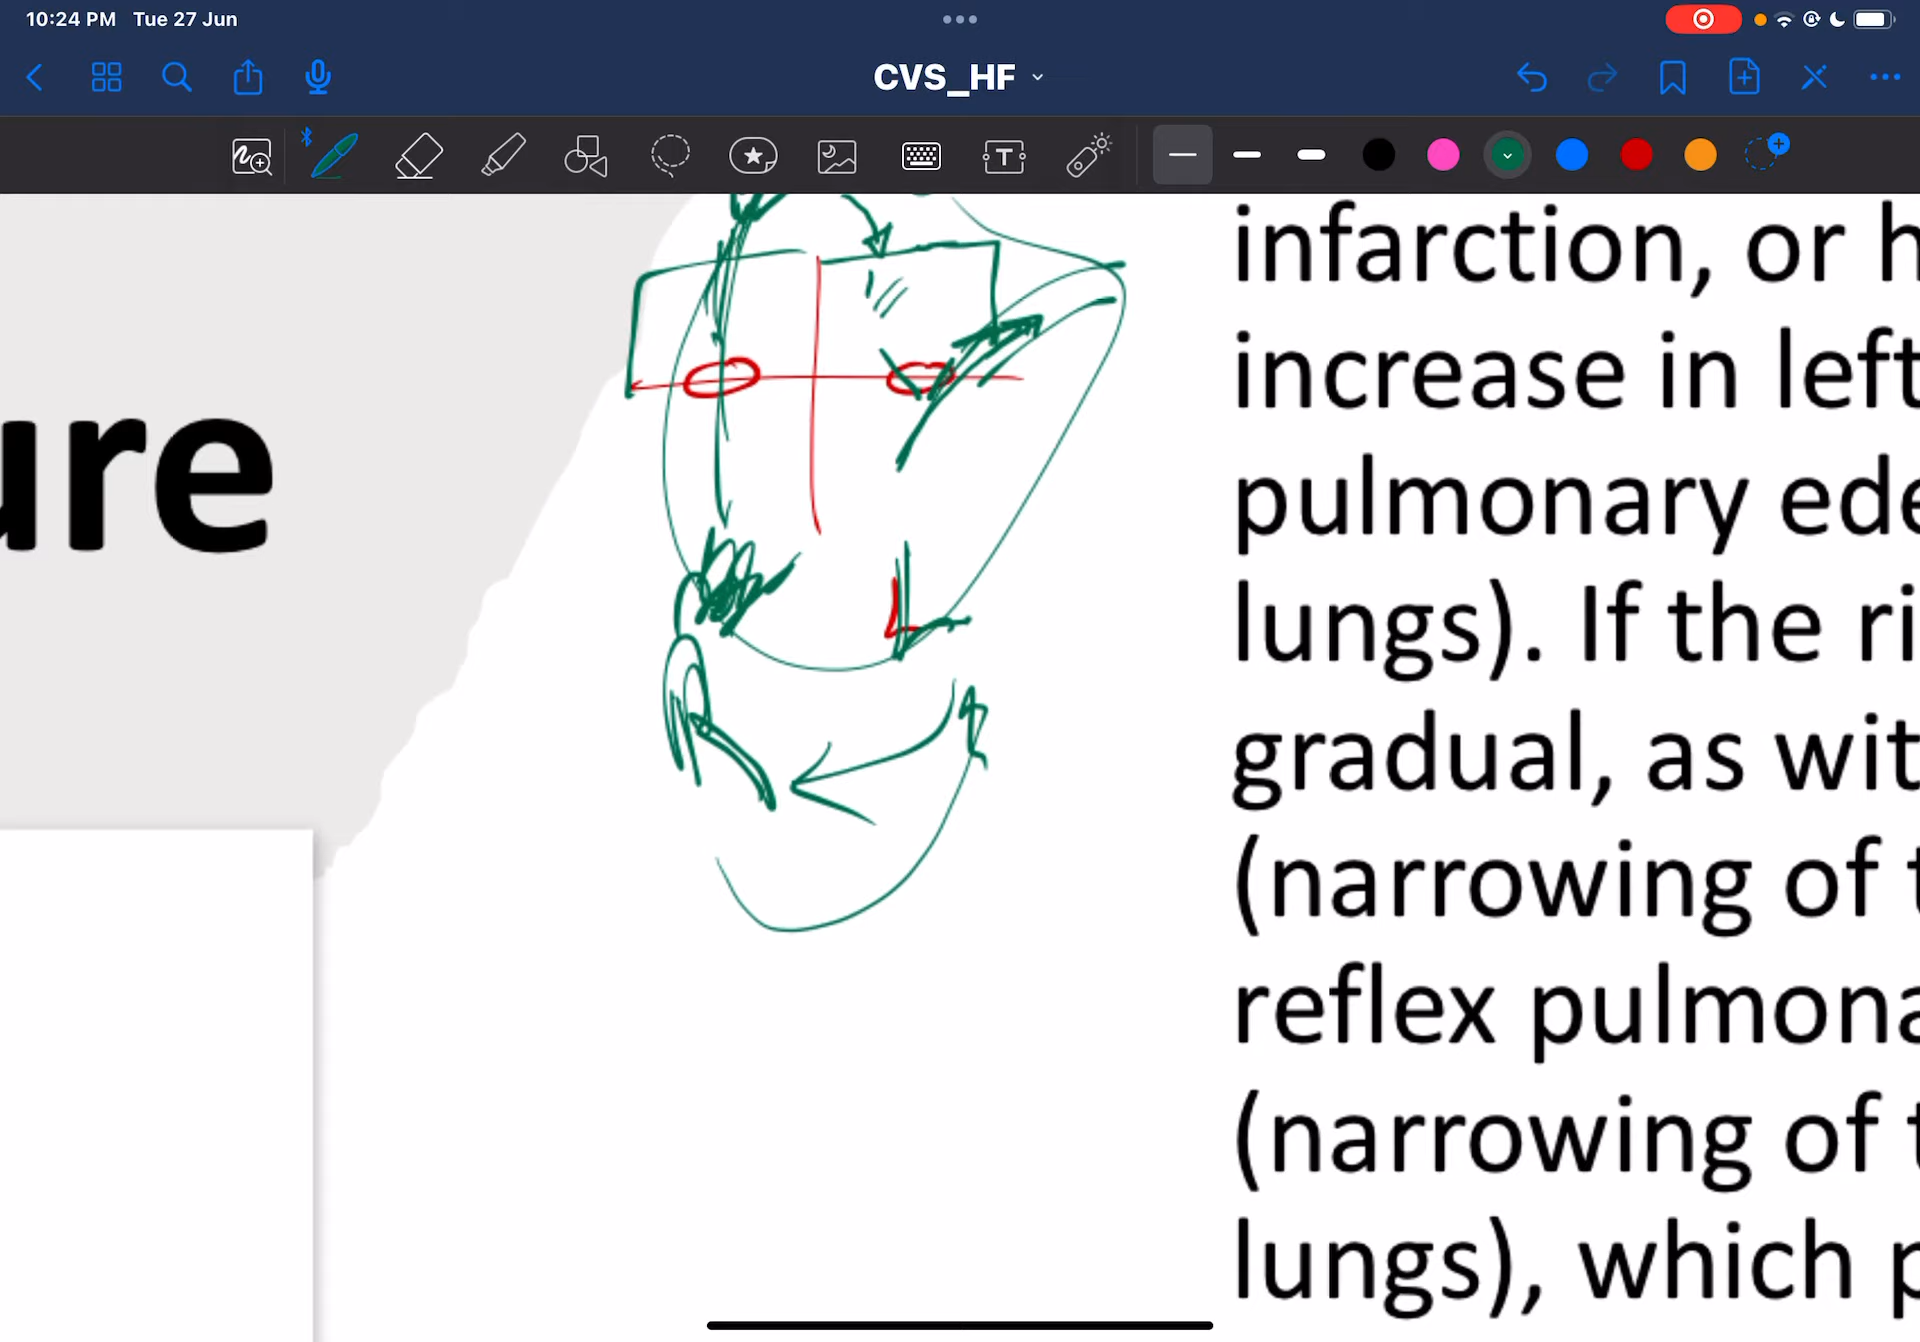 10:24 PM Tue 27 Jun
CVS_HF
T
ure
infarction, or h
increase in left
pulmonary ede
lungs). If the ri
gradual, as wit
(narrowing of t
reflex pulmona
(narrowing of t
lungs), which p
L
R